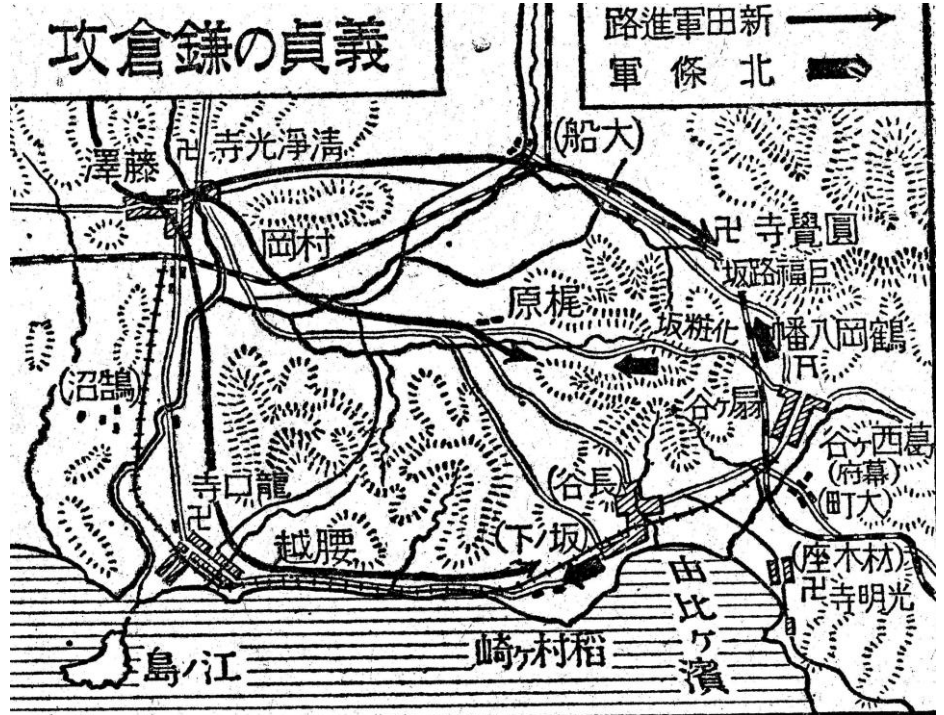 義貞の鎌倉攻
新田軍進路
北條軍
藤澤
清淨光寺
(大船)
圓覺寺
巨福路坂
村岡
梶原
化粧坂
鶴岡八幡
(鵠沼)
扇ヶ谷
葛西ヶ谷
(幕府)
(大町)
(長谷)
龍口寺
腰越
(坂ノ下)
(材木座)
光明寺
由比ヶ濱
稻村ヶ崎
江ノ島